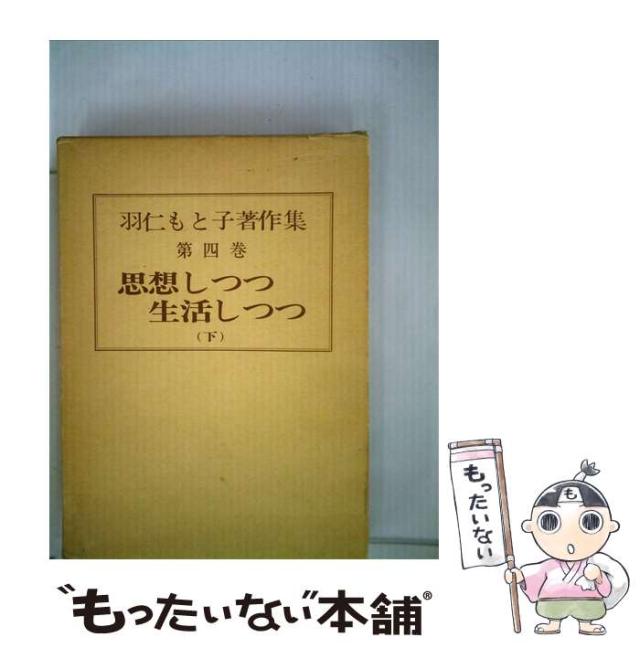 羽仁もと子著作集
第四巻
思想しつつ
生活しつつ
（下）
もったいない
も
"もったいない"本舗®